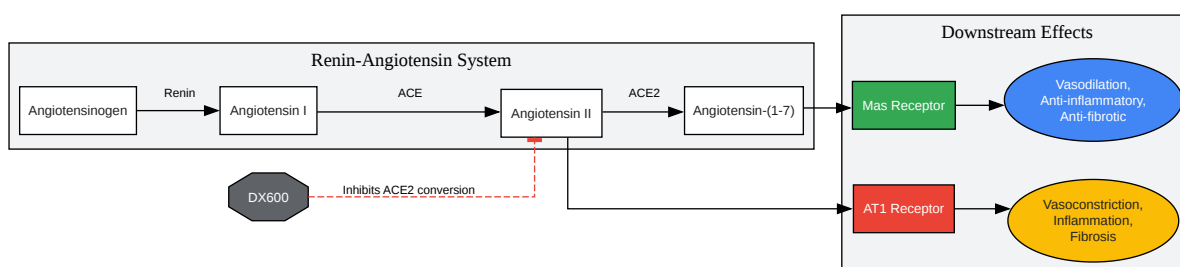 Renin-Angiotensin System
Downstream Effects
Angiotensinogen
Renin
Angiotensin I
ACE
Angiotensin II
ACE2
Angiotensin-(1-7)
Mas Receptor
Vasodilation,
Anti-inflammatory,
Anti-fibrotic
DX600
Inhibits ACE2 conversion
AT1 Receptor
Vasoconstriction,
Inflammation,
Fibrosis